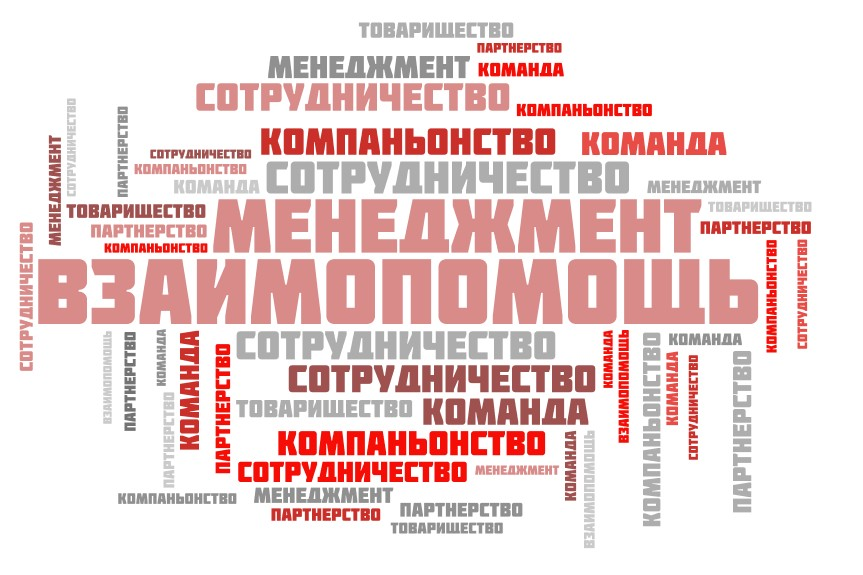 ТОВАРИЩЕСТВО
ПАРТНЕРСТВО
МЕНЕДЖМЕНТ
КОМАНДА
СОТРУДНИЧЕСТВО
КОМПАНЬОНСТВО
КОМПАНЬОНСТВО
КОМАНДА
СОТРУДНИЧЕСТВО
ПАРТНЕРСТВО
МЕНЕДЖМЕНТ
СОТРУДНИЧЕСТВО
КОМПАНЬОНСТВО
КОМАНДА
СОТРУДНИЧЕСТВО
МЕНЕДЖМЕНТ
ТОВАРИЩЕСТВО
МЕНЕДЖМЕНТ
ТОВАРИЩЕСТВО
ПАРТНЕРСТВО
ПАРТНЕРСТВО
КОМПАНЬОНСТВО
СОТРУДНИЧЕСТВО
ВЗАИМОПОМОЩЬ
КОМПАНЬОНСТВО
СОТРУДНИЧЕСТВО
ВЗАИМОПОМОЩЬ
ПАРТНЕРСТВО
КОМАНДА
КОМАНДА
СОТРУДНИЧЕСТВО
КОМАНДА
ВЗАИМОПОМОЩЬ
КОМПАНЬОНСТВО
КОМАНДА
ПАРТНЕРСТВО
СОТРУДНИЧЕСТВО
КОМАНДА
СОТРУДНИЧЕСТВО
ПАРТНЕРСТВО
ПАРТНЕРСТВО
ТОВАРИЩЕСТВО
КОМАНДА
КОМПАНЬОНСТВО
КОМАНДА
ВЗАИМОПОМОЩЬ
СОТРУДНИЧЕСТВО
МЕНЕДЖМЕНТ
КОМПАНЬОНСТВО
МЕНЕДЖМЕНТ
ПАРТНЕРСТВО
ПАРТНЕРСТВО
ТОВАРИЩЕСТВО